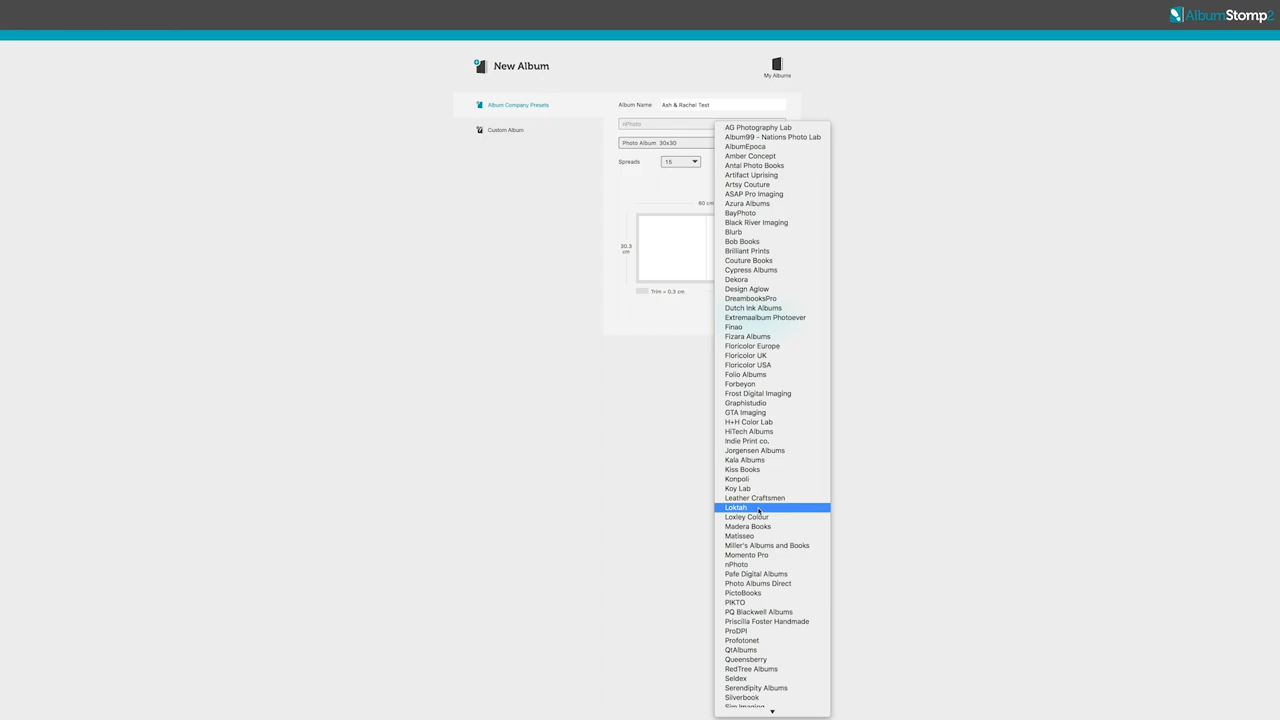 AlbumStomp2
New Album
My Albums
Album Company Presets
Custom Album
Album Name
Ash & Rachel Test
nPhoto
Photo Album 30x30
Spreads
15
60 cm
30.3
cm
Trim = 0.3 cm
AG Photography Lab
Album99 - Nations Photo Lab
AlbumEpoca
Amber Concept
Antal Photo Books
Artifact Uprising
Artsy Couture
ASAP Pro Imaging
Azura Albums
BayPhoto
Black River Imaging
Blurb
Bob Books
Brilliant Prints
Couture Books
Cypress Albums
Dekora
Design Aglow
DreambooksPro
Dutch Ink Albums
Extremaalbum Photoever
Finao
Fizara Albums
Floricolor Europe
Floricolor UK
Floricolor USA
Folio Albums
Forbeyon
Frost Digital Imaging
Graphistudio
GTA Imaging
H+H Color Lab
HiTech Albums
Indie Print co.
Jorgensen Albums
Kala Albums
Kiss Books
Konpoli
Koy Lab
Leather Craftsmen
Loktah
Loxley Colour
Madera Books
Matisseo
Miller's Albums and Books
Momento Pro
nPhoto
Pafe Digital Albums
Photo Albums Direct
PictoBooks
PIKTO
PQ Blackwell Albums
Priscilla Foster Handmade
ProDPI
Profotonet
QtAlbums
Queensberry
RedTree Albums
Seldex
Serendipity Albums
Silverbook
Sim Imaging